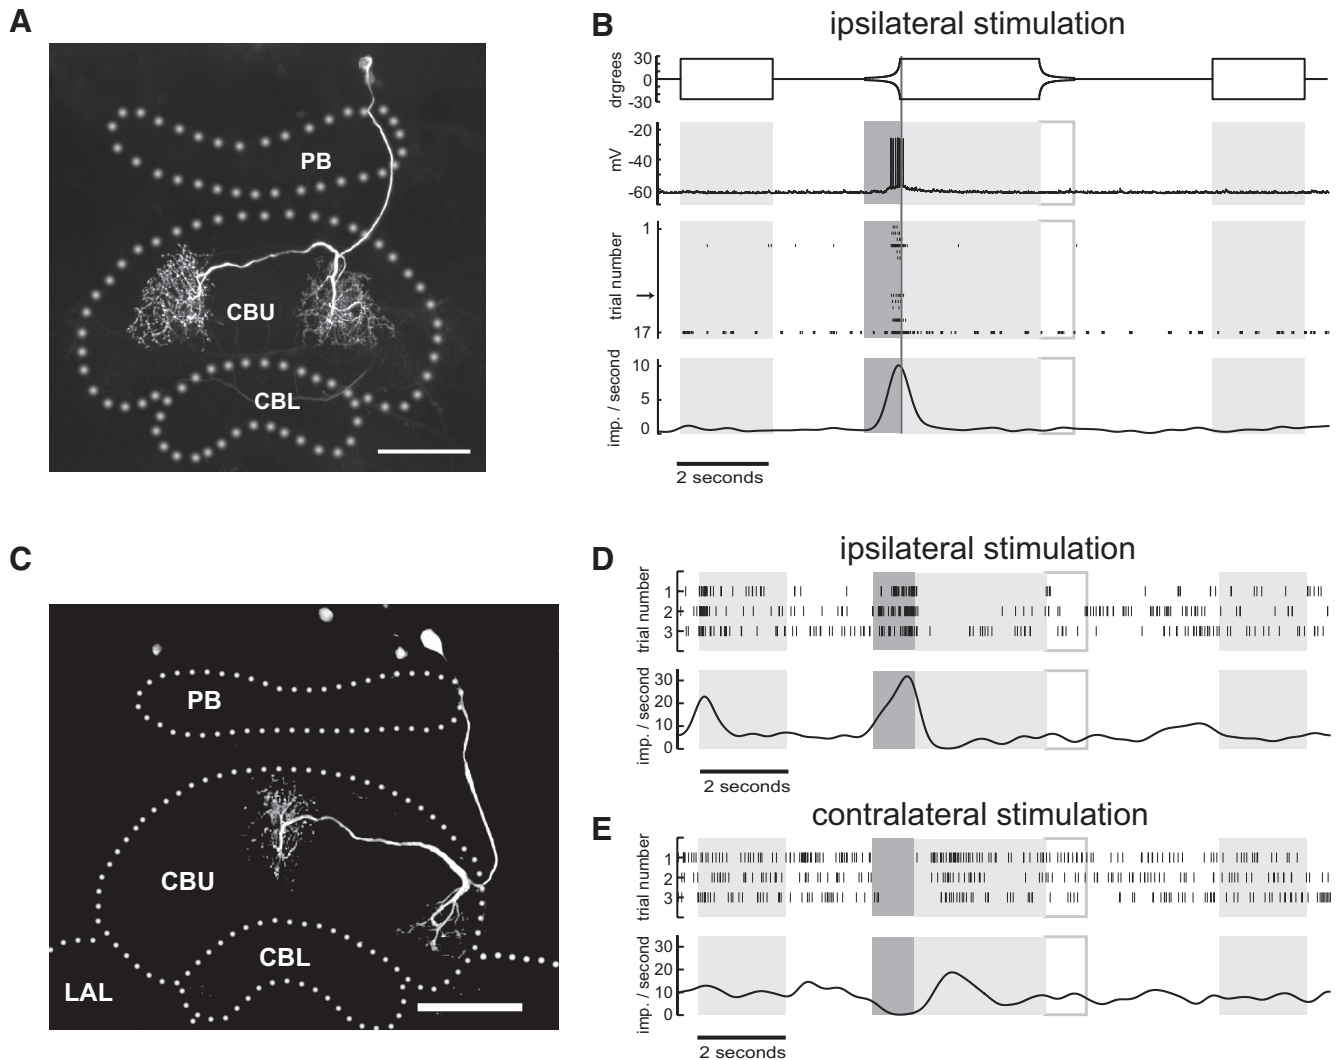 A
PB
CBU
CBL
B
ipsilateral stimulation
drgrees
30
0
-30
mV
-20
-40
-60
trial number
1
17
imp. / second
10
5
0
2 seconds
C
PB
CBU
CBL
LAL
D
ipsilateral stimulation
trial number
1
2
3
imp. / second
30
20
10
0
2 seconds
E
contralateral stimulation
trial number
1
2
3
imp. / second
30
20
10
0
2 seconds